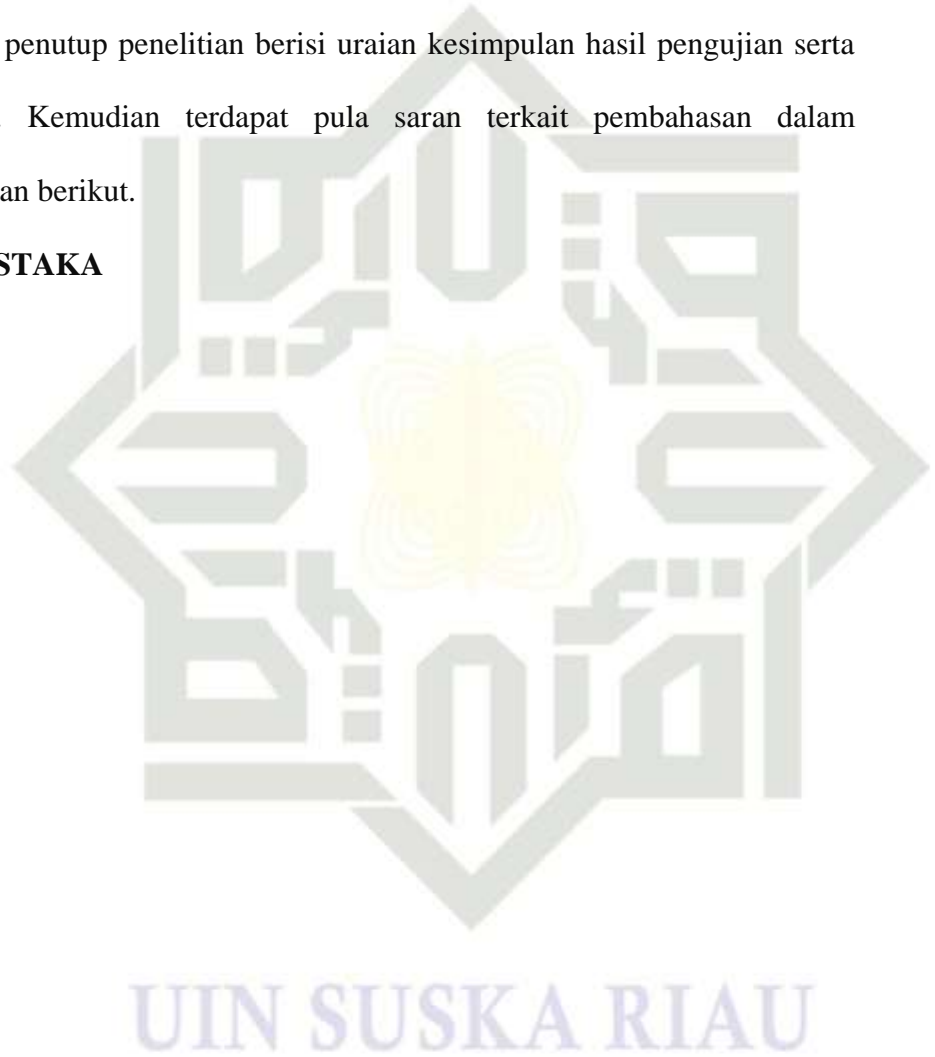 penutup penelitian berisi uraian kesimpulan hasil pengujian serta
. Kemudian terdapat pula saran terkait pembahasan dalam
an berikut.
STAKA
UIN SUSKA RIAU